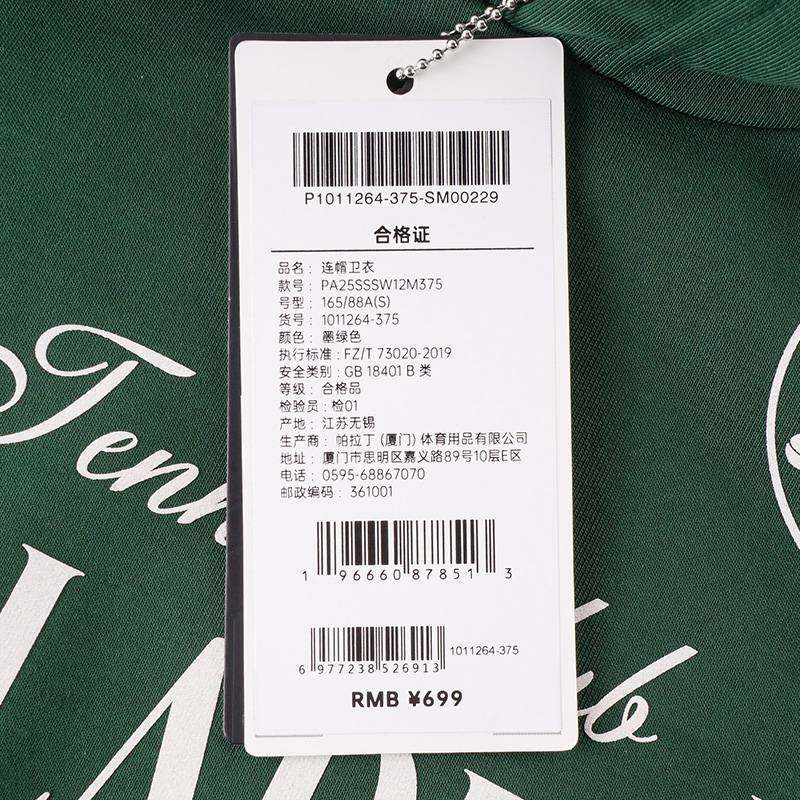 P1011264-375-SM00229
合格证
品名： 连帽卫衣
款号： PA25SSSW12M375
号型： 165/88A(S)
货号： 1011264-375
颜色： 墨绿色
执行标准：FZ/T 73020-2019
安全类别：GB 18401 B 类
等级： 合格品
检验员：检01
产地： 江苏无锡
生产商： 帕拉丁 (厦门) 体育用品有限公司
地址： 厦门市思明区嘉义路89号10层E区
电话： 0595-68867070
邮政编码： 361001
1 96660 87851 3
6 977238 526913
1011264-375
RMB ¥699